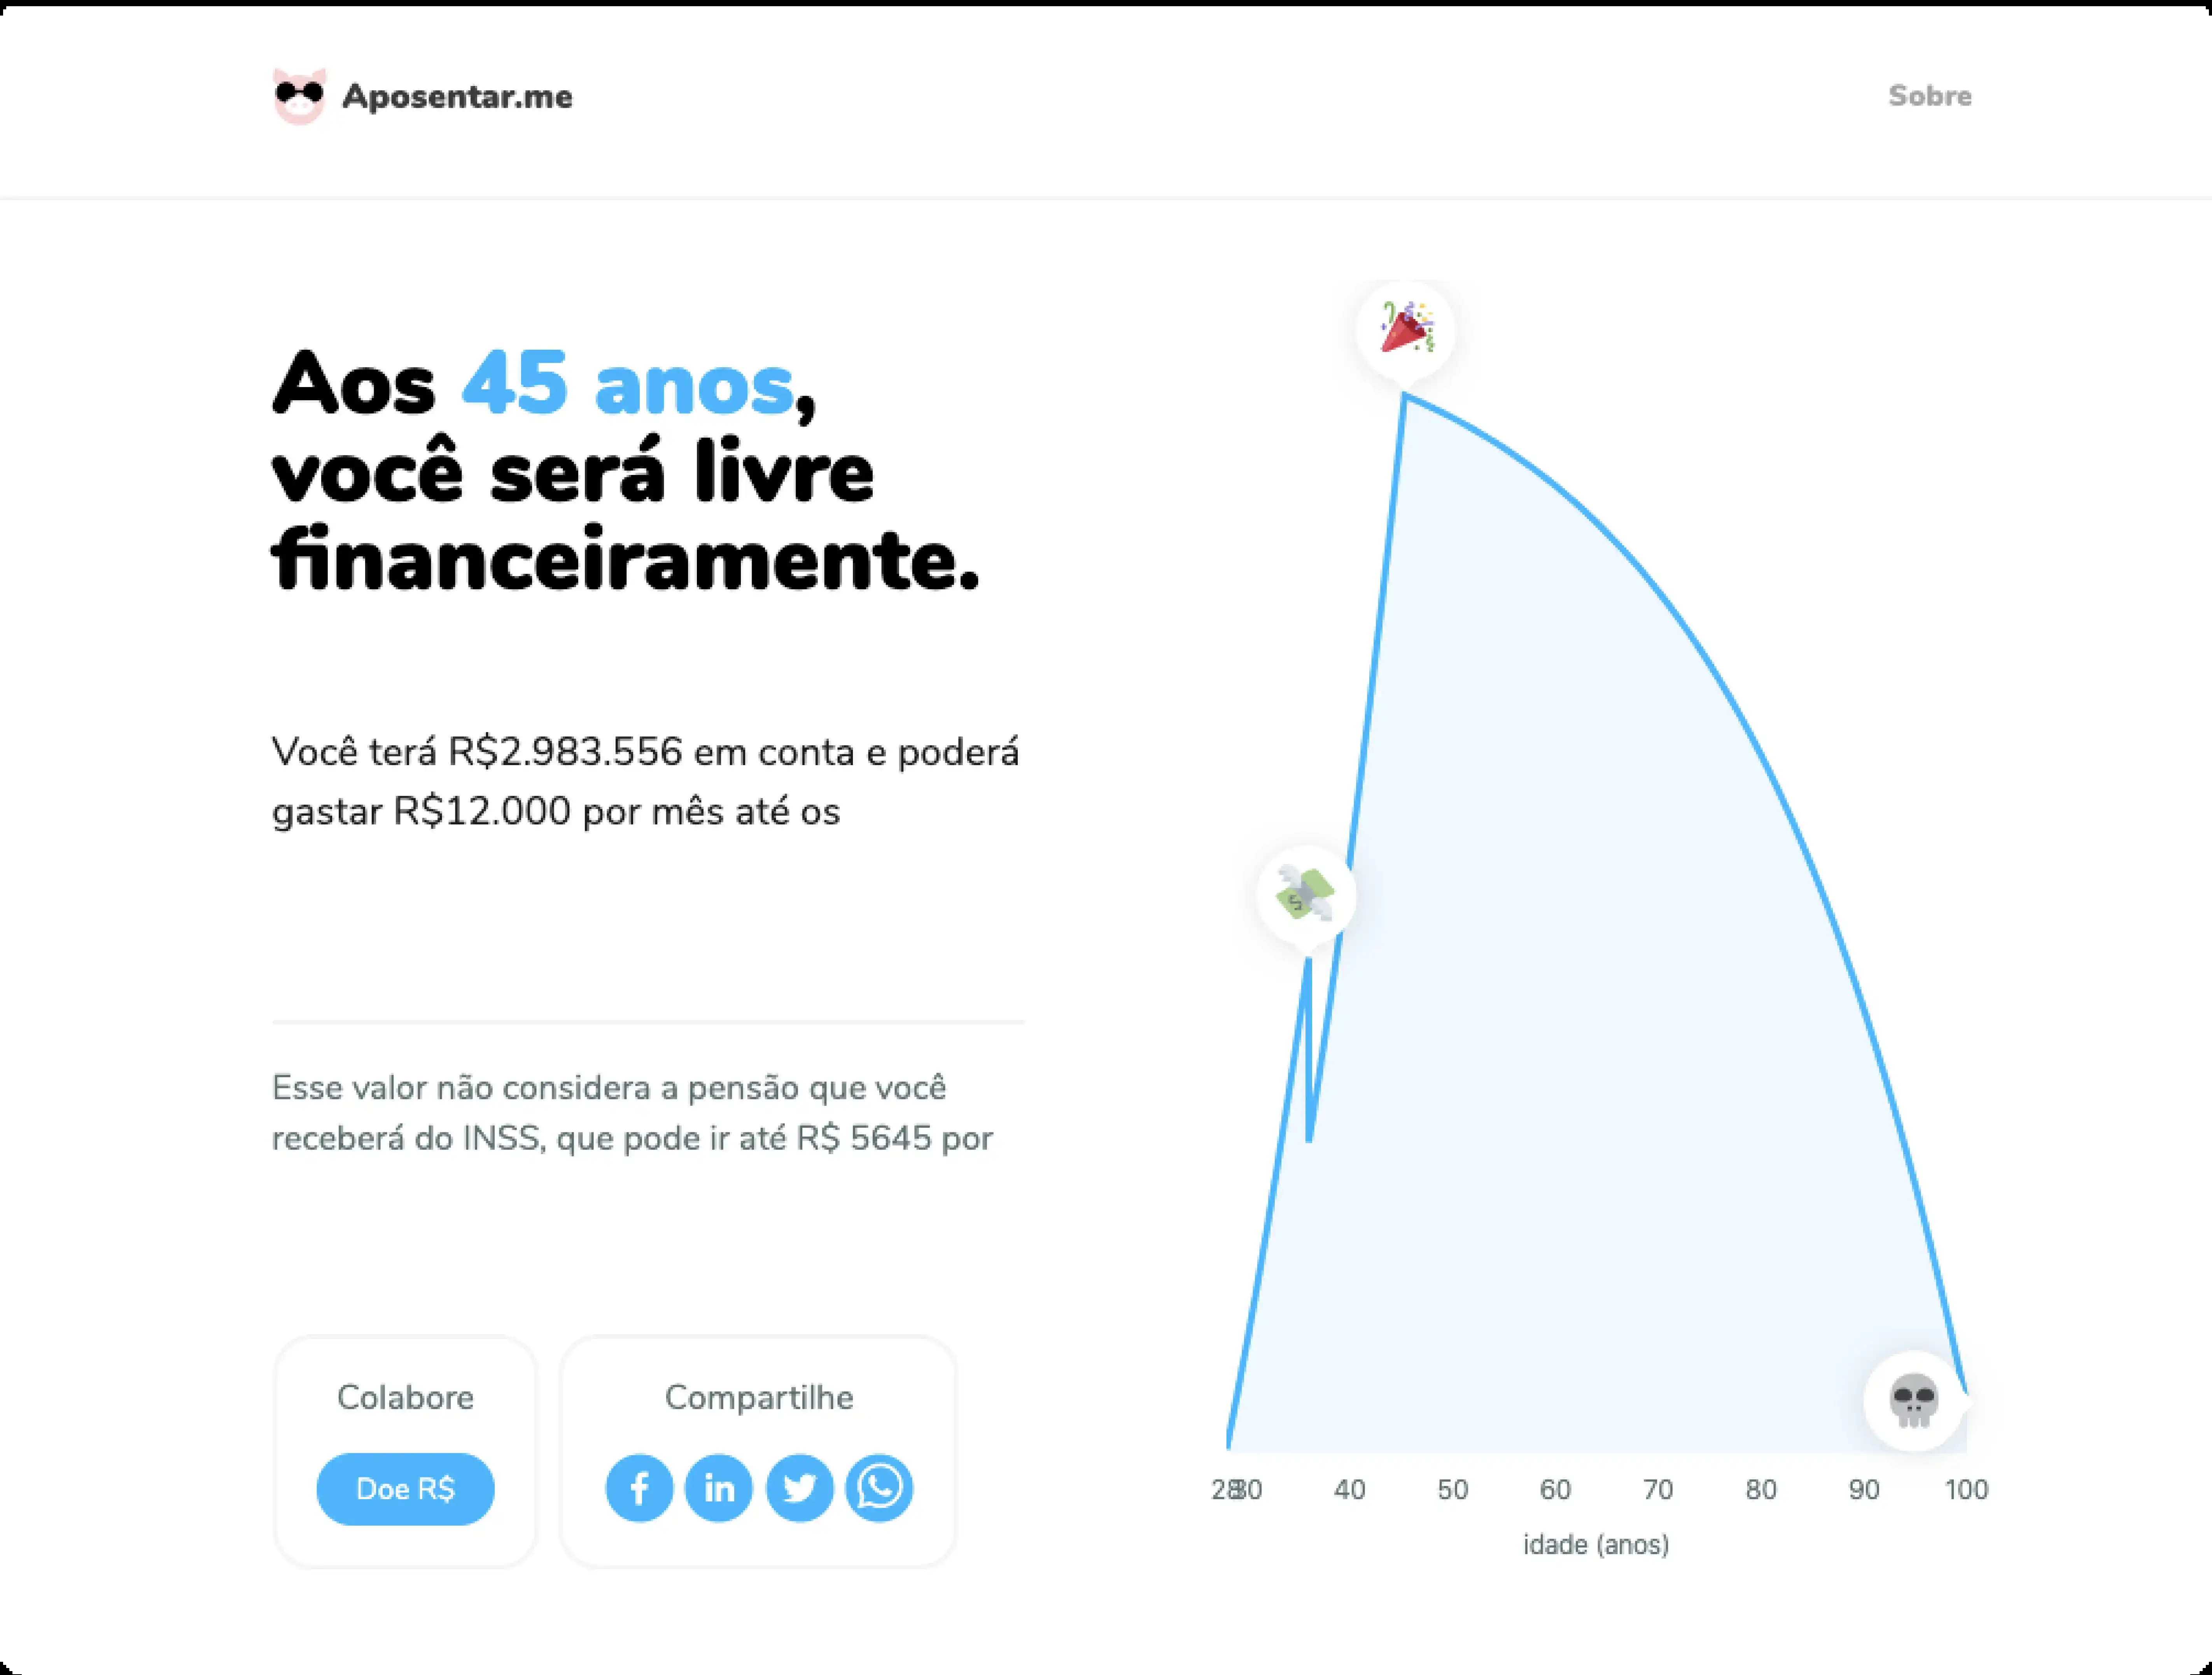 Aposentar.me
Sobre
Aos 45 anos,
você será livre
financeiramente.
Você terá R$2.983.556 em conta e poderá
gastar R$12.000 por mês até os
Esse valor não considera a pensão que você
receberá do INSS, que pode ir até R$ 5645 por
Colabore
Doe R$
Compartilhe
28 30 40 50 60 70 80 90 100
idade (anos)